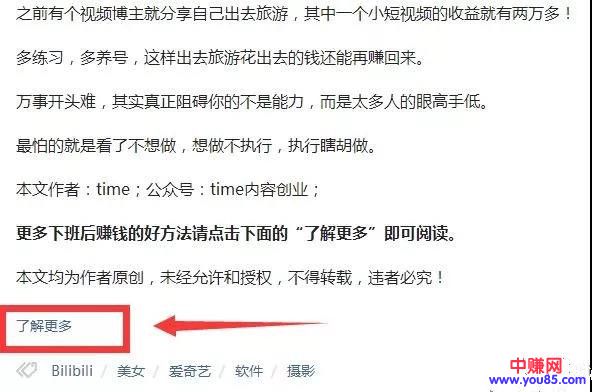 之前有个视频博主就分享自己出去旅游，其中一个小短视频的收益就有两万多！
多练习，多养号，这样出去旅游花出去的钱还能再赚回来。
万事开头难，其实真正阻碍你的不是能力，而是太多人的眼高手低。
最怕的就是看了不想做，想做不执行，执行瞎胡做。
本文作者：time；公众号：time内容创业；
更多下班后赚钱的好方法请点击下面的“了解更多”即可阅读。
本文均为作者原创，未经允许和授权，不得转载，违者必究！
了解更多
Bilibili / 美女 / 爱奇艺 / 软件 / 摄影
中赚网
www.you85.com